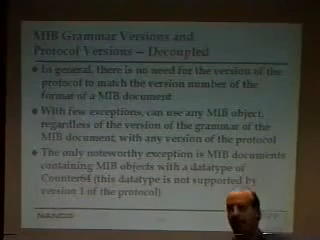 MIB Grammar Versions and
Protocol Versions – Decoupled
In general, there is no need for the version of the
protocol to match the version number of the
format of a MIB document
With few exceptions, can use any MIB object,
regardless of the version of the grammar of the
MIB document, with any version of the protocol
The only noteworthy exception is MIB documents
containing MIB objects with a datatype of
Counter64 (this datatype is not supported by
version 1 of the protocol)
NANOG